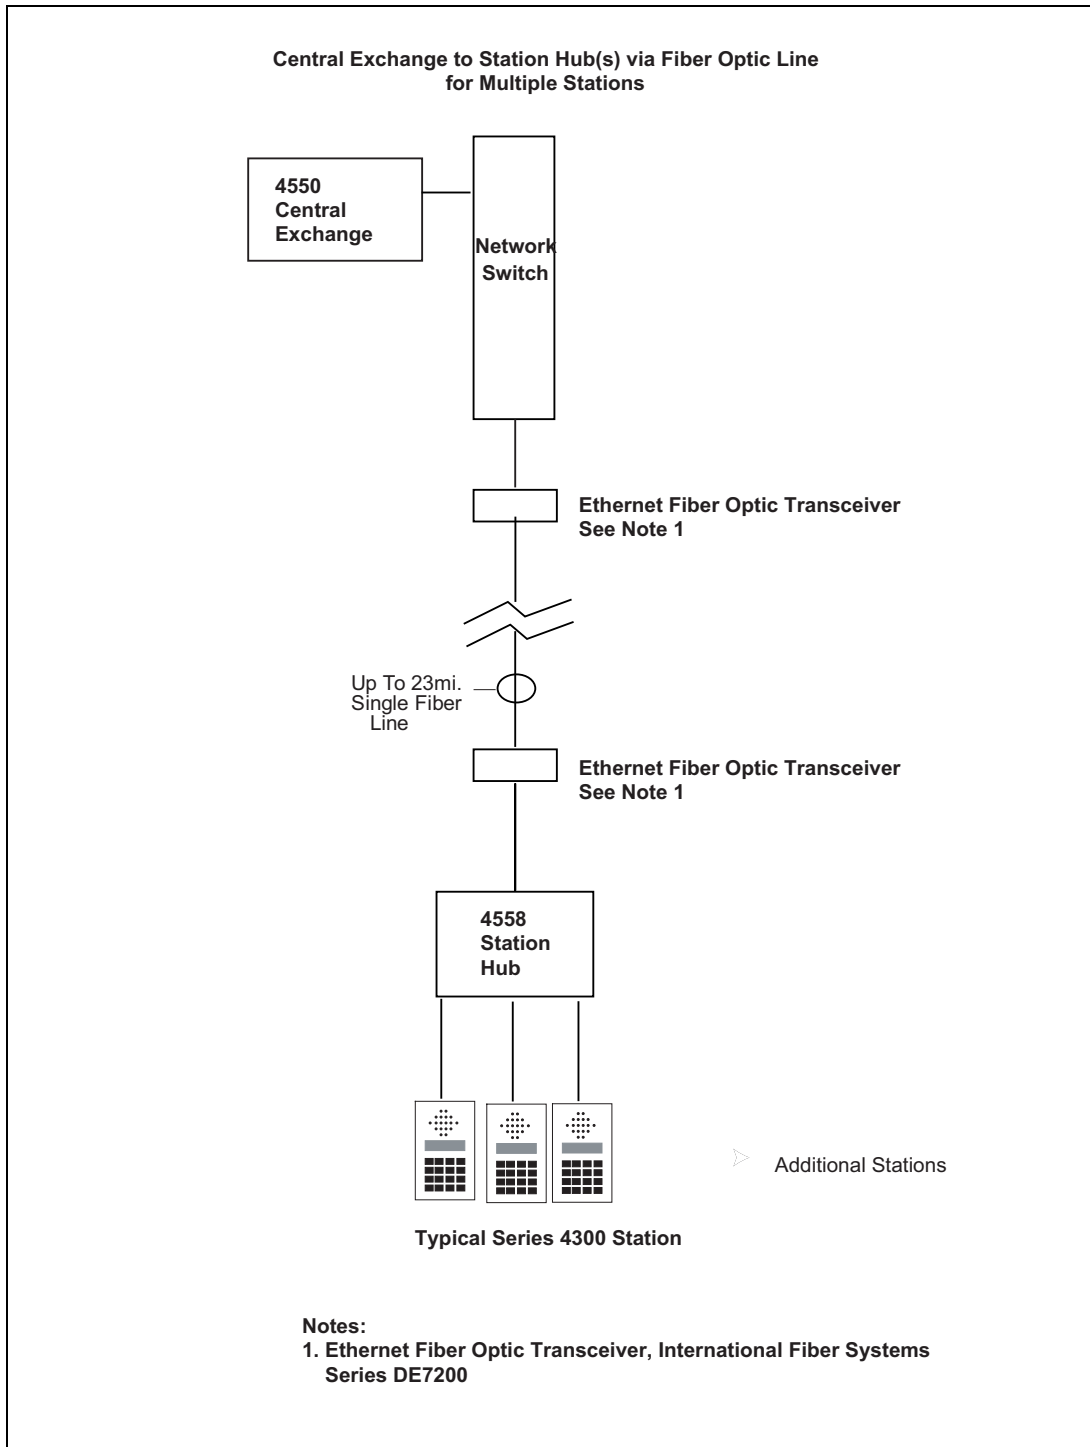 Central Exchange to Station Hub(s) via Fiber Optic Line
for Multiple Stations
4550
Central
Exchange
Network
Switch
Ethernet Fiber Optic Transceiver
See Note 1
Up To 23mi.
Single Fiber
Line
Ethernet Fiber Optic Transceiver
See Note 1
4558
Station
Hub
Additional Stations
Typical Series 4300 Station
Notes:
1. Ethernet Fiber Optic Transceiver, International Fiber Systems
Series DE7200